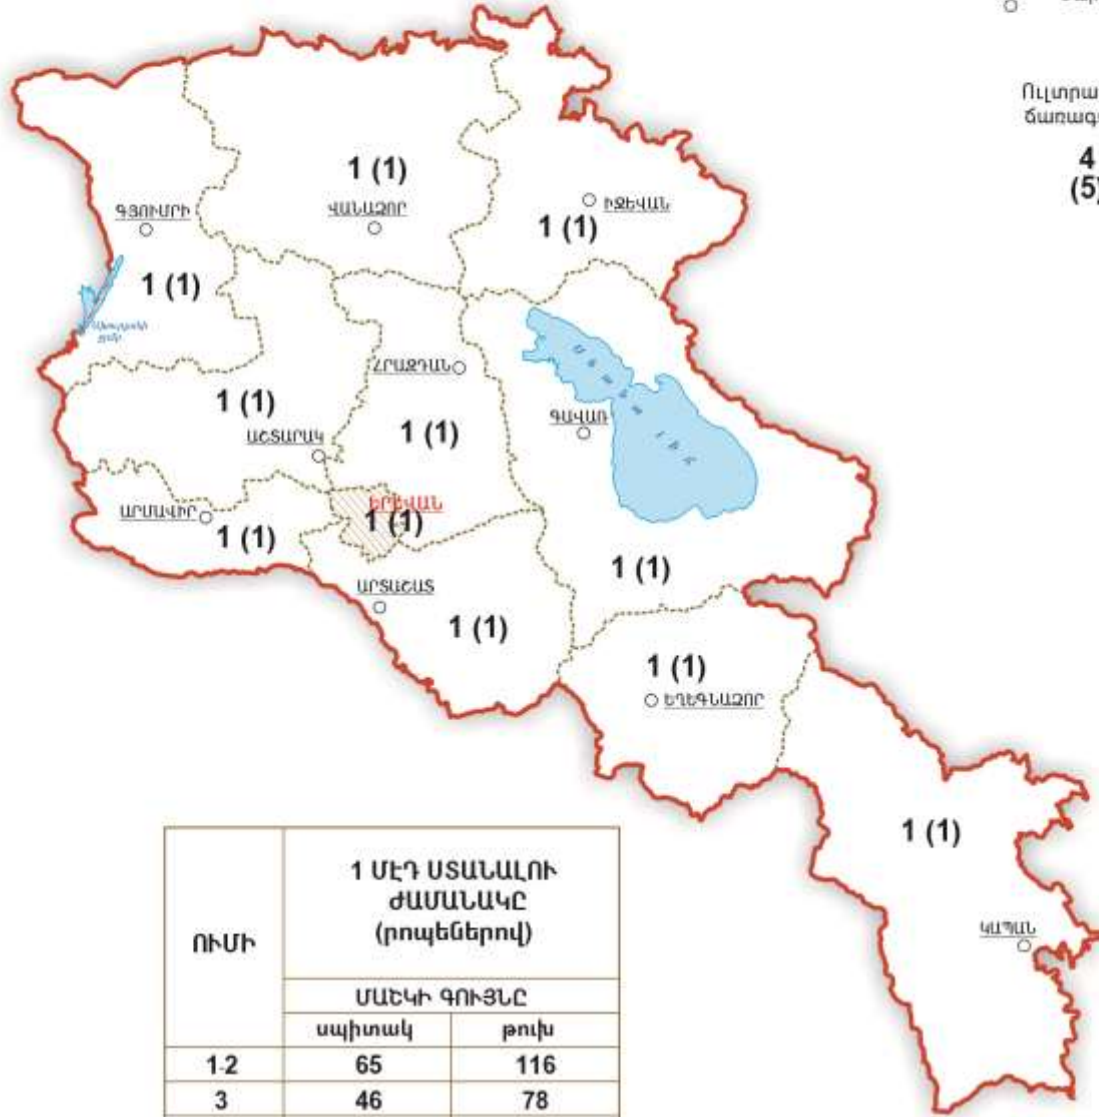 Ուլտրա
ճառագ
4
(5)
1 (1)
ՎԱՆԱՁՈՐ
ԳՅՈՒՄՐԻ
ԻՋԵՎԱՆ
1 (1)
1 (1)
ՀՐԱԶԴԱՆ
Սևանա լիճ
1 (1)
ԱՇՏԱՐԱԿ
1 (1)
ԳԱՎԱՌ
ԱՐՄԱՎԻՐ
1 (1)
ԵՐԵՎԱՆ
1 (1)
1 (1)
ԱՐՏԱՇԱՏ
1 (1)
1 (1)
ԵՂԵԳՆԱՁՈՐ
1 (1)
ԿԱՊԱՆ
ՈՒՄԻ
1 ՄԷԴ ՍՏԱՆԱԼՈՒ
ԺԱՄԱՆԱԿԸ
(րոպեներով)
ՄԱՇԿԻ ԳՈՒՅՆԸ
սպիտակ թուխ
1-2 65 116
3 46 78